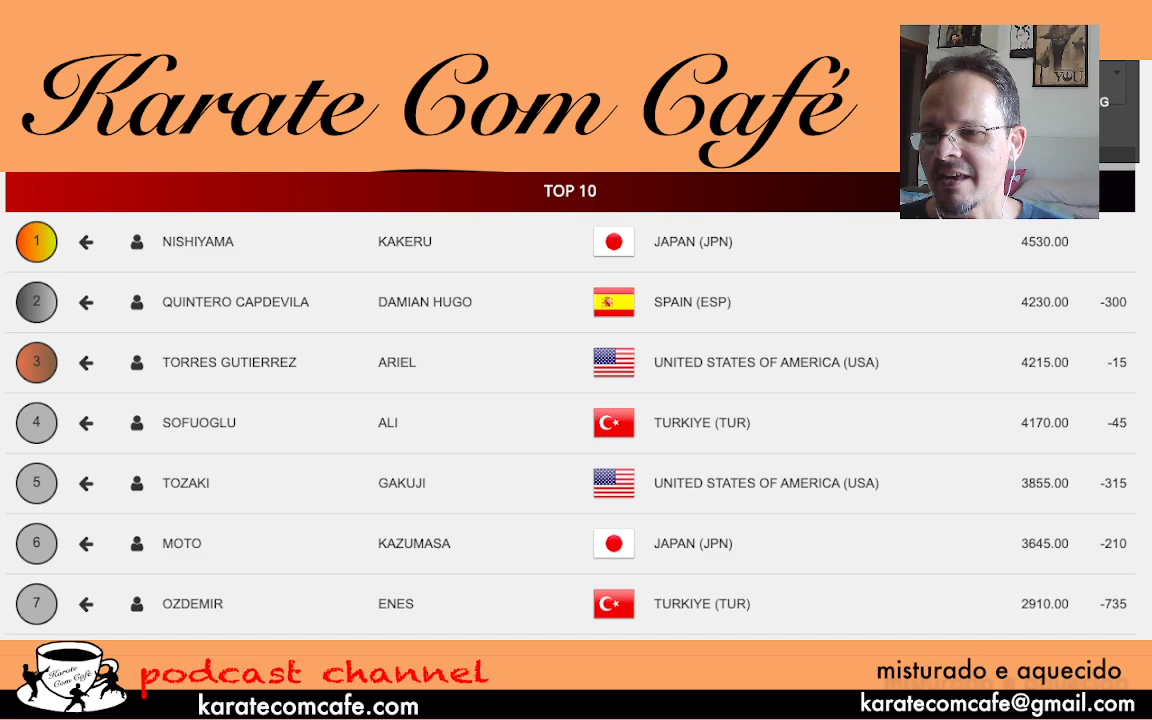 Karate Com Café
YOU
G
TOP 10
1 NISHIYAMA KAKERU JAPAN (JPN) 4530.00
2 QUINTERO CAPDEVILA DAMIAN HUGO SPAIN (ESP) 4230.00 -300
3 TORRES GUTIERREZ ARIEL UNITED STATES OF AMERICA (USA) 4215.00 -15
4 SOFUOGLU ALI TURKIYE (TUR) 4170.00 -45
5 TOZAKI GAKUJI UNITED STATES OF AMERICA (USA) 3855.00 -315
6 MOTO KAZUMASA JAPAN (JPN) 3645.00 -210
7 OZDEMIR ENES TURKIYE (TUR) 2910.00 -735
Karate
Com Café
podcast channel
misturado e aquecido
karatecomcafe.com
karatecomcafe@gmail.com